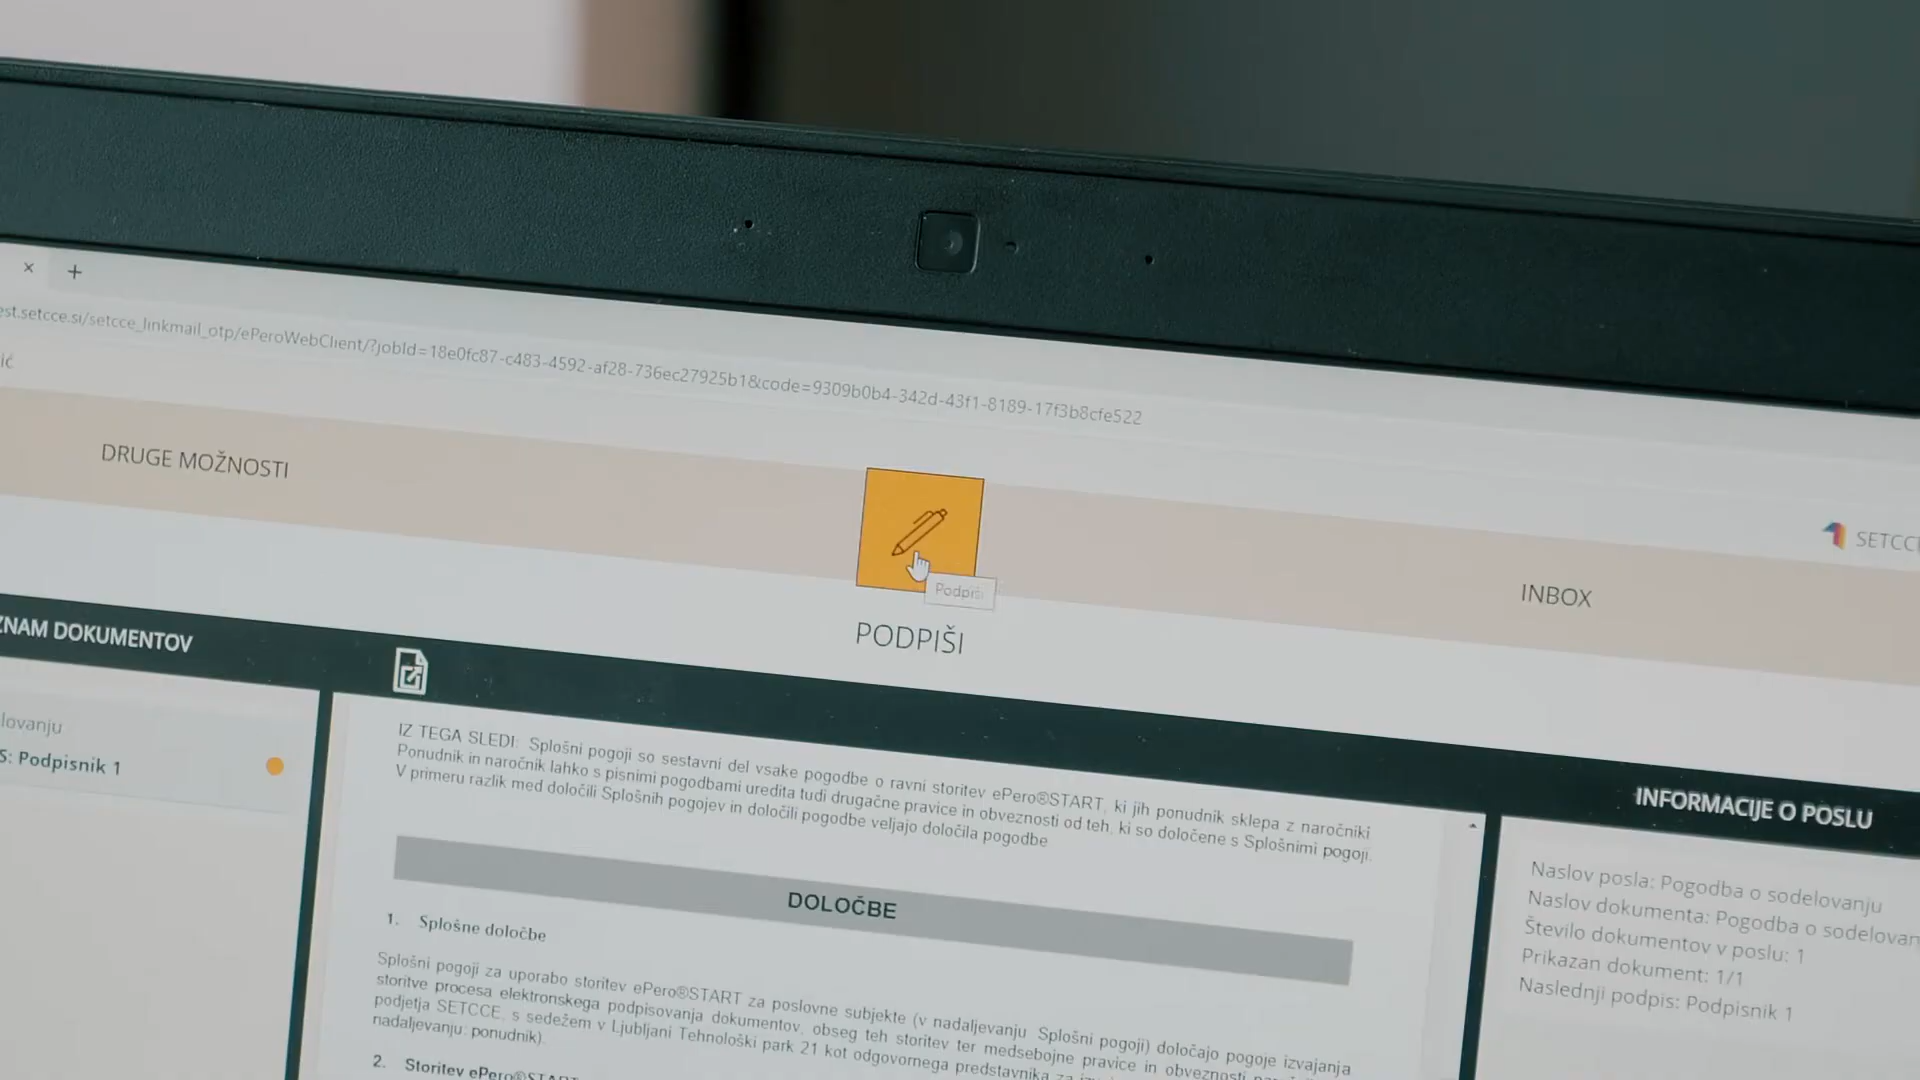 est.setcce.si/setcce_linkmail_otp/ePeroWebClient/?jobId=18e0fc87-c483-4592-af28-736ec27925b18&code=9309b0b4-342d-43f1-8189-17f3b8cfe522
ić
DRUGE MOŽNOSTI
Podpiši
PODPIŠI
INBOX
SETCCE
ZNAM DOKUMENTOV
lovanju
S: Podpisnik 1
IZ TEGA SLEDI: Splošni pogoji so sestavni del vsake pogodbe o ravni storitev ePero®START, ki jih ponudnik sklepa z naročniki
Ponudnik in naročnik lahko s pisnimi pogodbami uredita tudi drugačne pravice in obveznosti od teh, ki so določene s Splošnimi pogoji.
V primeru razlik med določili Splošnih pogojev in določili pogodbe veljajo določila pogodbe
DOLOČBE
1. Splošne določbe
Splošni pogoji za uporabo storitev ePero®START za poslovne subjekte (v nadaljevanju Splošni pogoji) določajo pogoje izvajanja
storitve procesa elektronskega podpisovanja dokumentov, obseg teh storitev ter medsebojne pravice in obveznosti
podjetja SETCCE, s sedežem v Ljubljani Tehnološki park 21 kot odgovornega predstavnika za
nadaljevanju: ponudnik).
2. Storitev ePero®START
INFORMACIJE O POSLU
Naslov posla: Pogodba o sodelovanju
Naslov dokumenta: Pogodba o sodelovan
Število dokumentov v poslu: 1
Prikazan dokument: 1/1
Naslednji podpis: Podpisnik 1